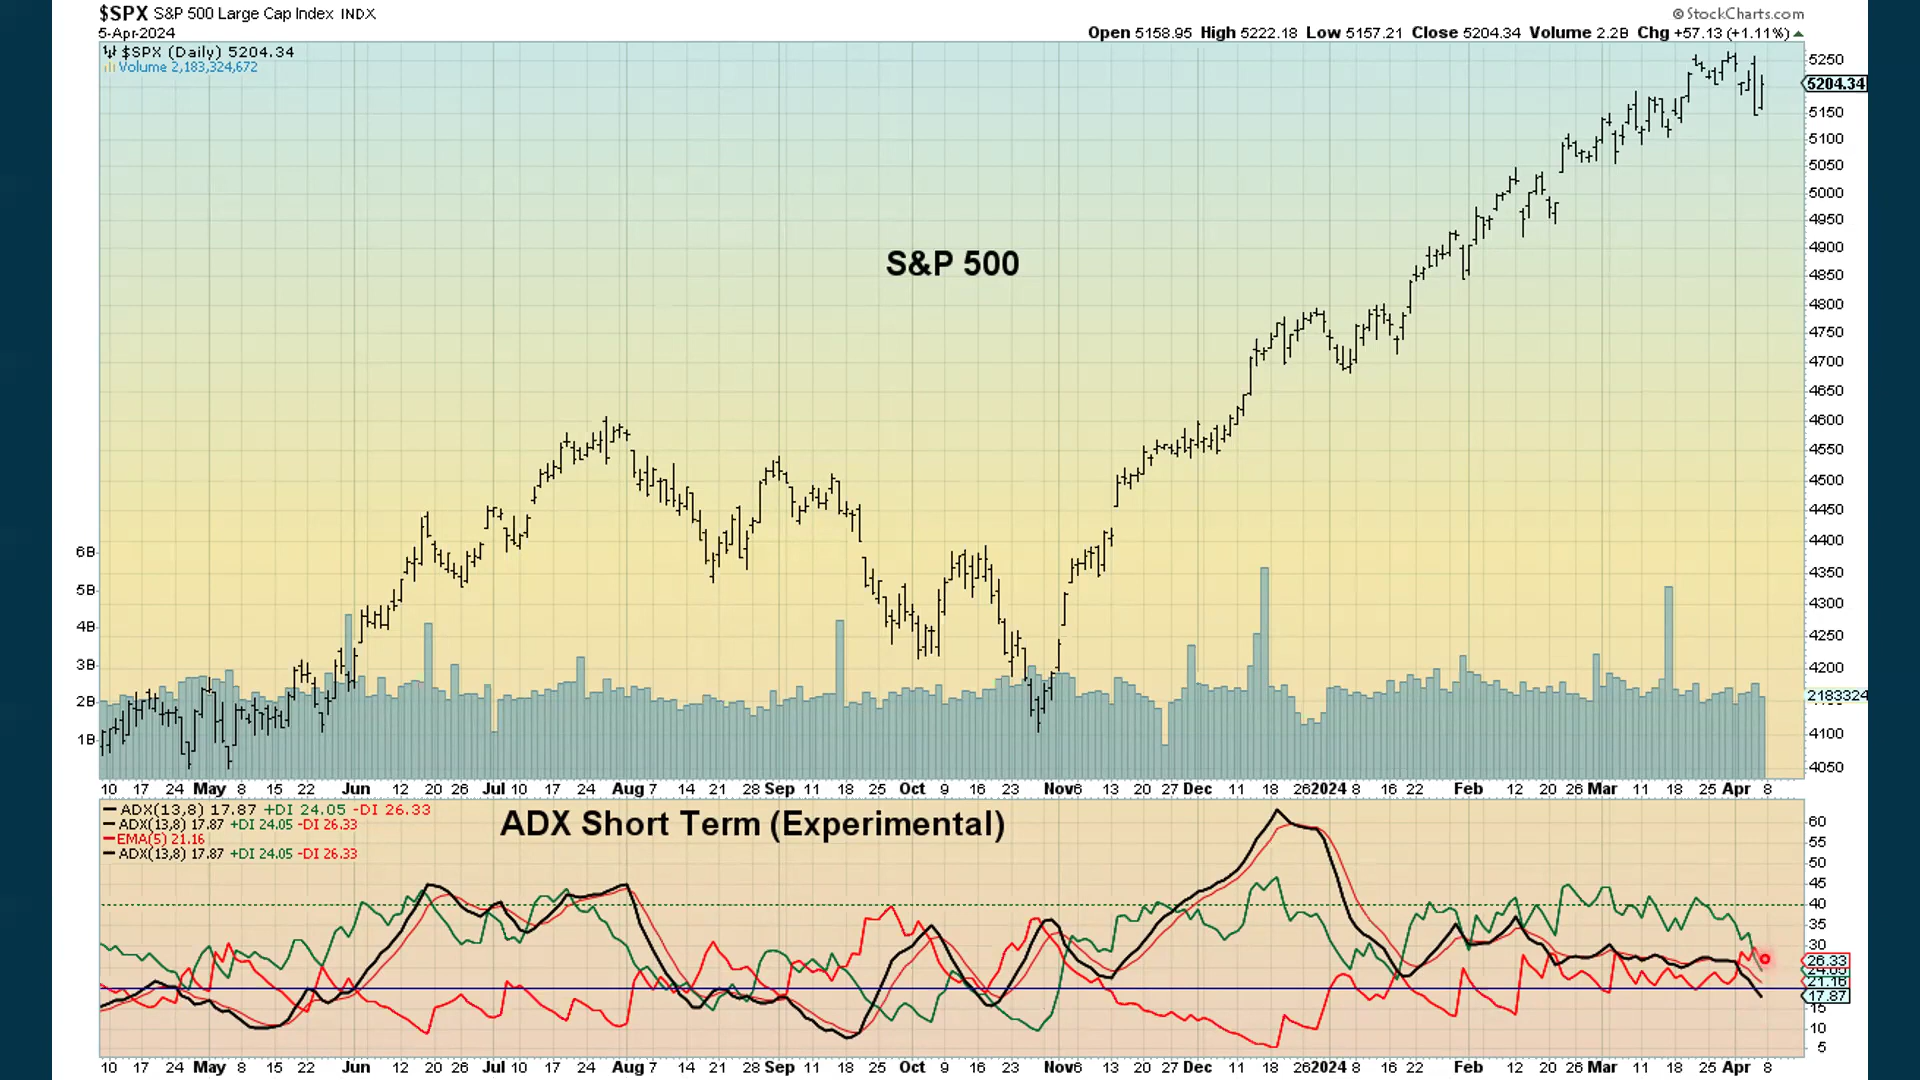 $SPX S&P 500 Large Cap Index INDX
© StockCharts.com
5-Apr-2024
Open 5158.95 High 5222.18 Low 5157.21 Close 5204.34 Volume 2.2B Chg +57.13 (+1.11%)
$SPX (Daily) 5204.34
Volume 2,183,324,672
5250
5204.34
5150
5100
5050
5000
4950
4900
4850
4800
4750
4700
4650
4600
4550
4500
4450
4400
4350
4300
4250
4200
2183324
4100
4050
S&P 500
6B
5B
4B
3B
2B
1B
10 17 24 May 8 15 22 Jun 12 20 26 Jul 10 17 24 Aug 7 14 21 28 Sep 11 18 25 Oct 9 16 23 Nov 6 13 20 27 Dec 11 18 26 2024 8 16 22 Feb 12 20 26 Mar 11 18 25 Apr 8
ADX(13,8) 17.87 +DI 24.05 -DI 26.33
ADX(13,8) 17.87 +DI 24.05 -DI 26.33
EMA(5) 21.16
ADX(13,8) 17.87 +DI 24.05 -DI 26.33
ADX Short Term (Experimental)
60
55
50
45
40
35
30
26.33
24.05
21.16
17.87
15
10
5
10 17 24 May 8 15 22 Jun 12 20 26 Jul 10 17 24 Aug 7 14 21 28 Sep 11 18 25 Oct 9 16 23 Nov 6 13 20 27 Dec 11 18 26 2024 8 16 22 Feb 12 20 26 Mar 11 18 25 Apr 8